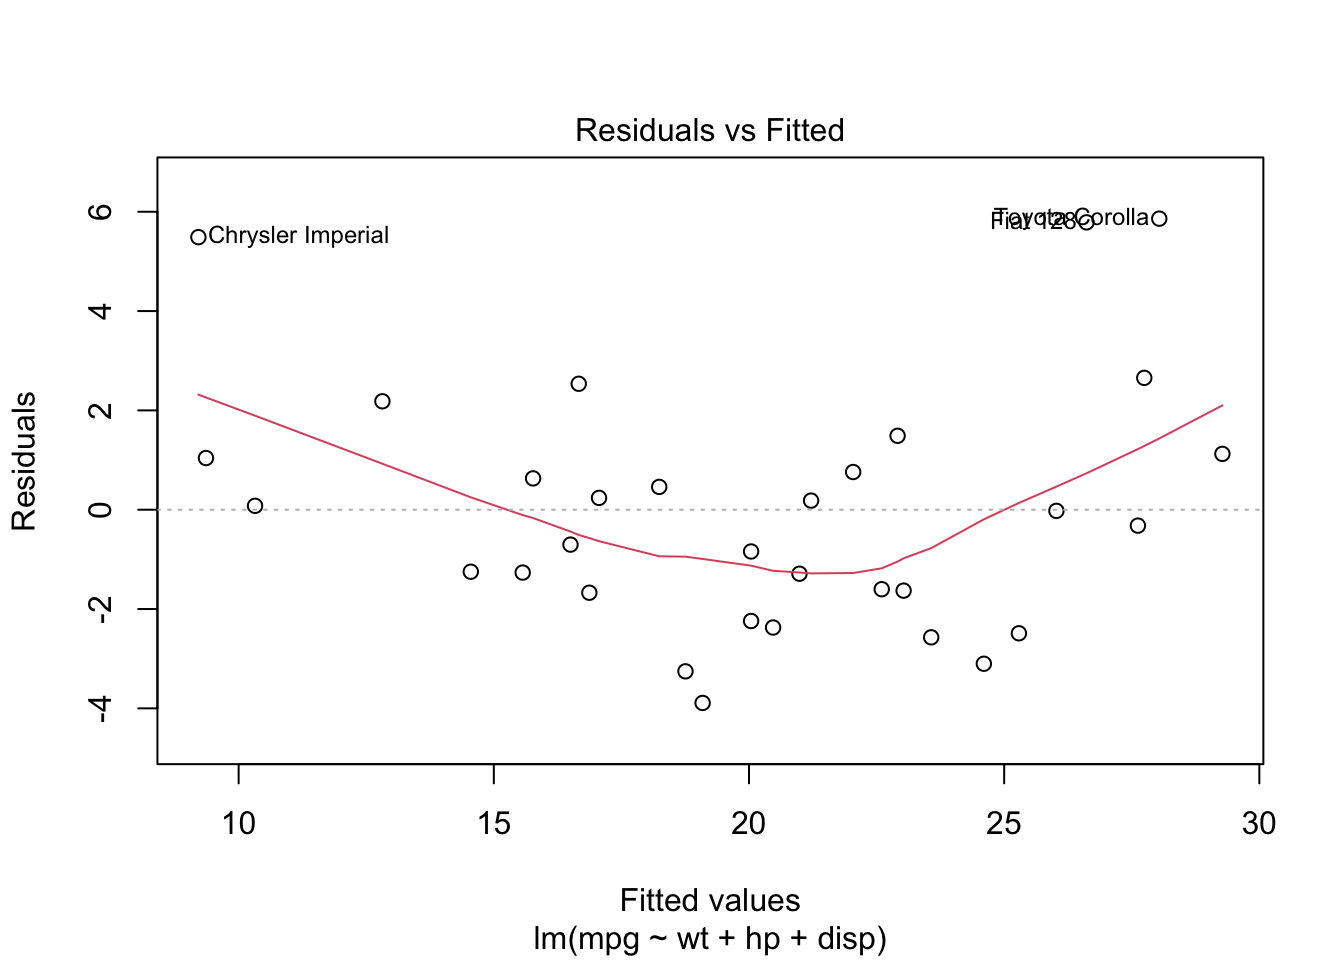 Residuals vs Fitted
Residuals
6
4
2
0
-2
-4
Chrysler Imperial
Toyota Corolla
Fiat 128
10 15 20 25 30
Fitted values
lm(mpg ~ wt + hp + disp)